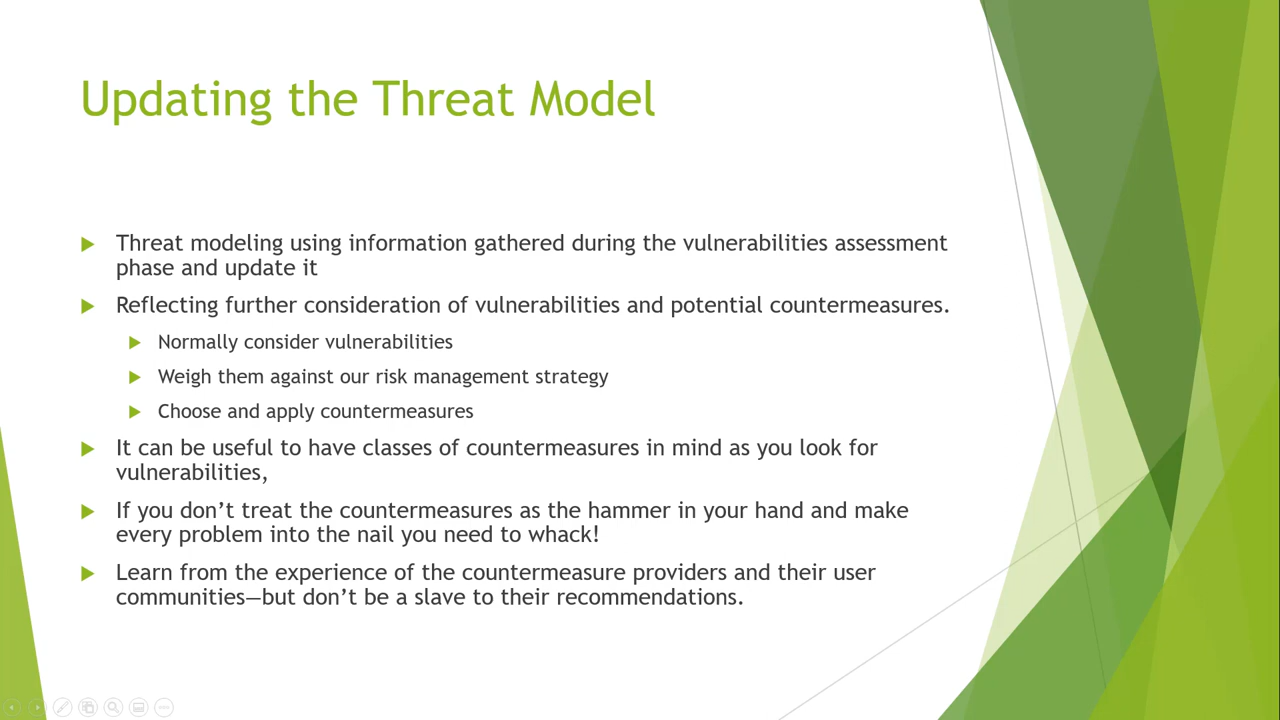 Updating the Threat Model
Threat modeling using information gathered during the vulnerabilities assessment
phase and update it
Reflecting further consideration of vulnerabilities and potential countermeasures.
Normally consider vulnerabilities
Weigh them against our risk management strategy
Choose and apply countermeasures
It can be useful to have classes of countermeasures in mind as you look for
vulnerabilities,
If you don’t treat the countermeasures as the hammer in your hand and make
every problem into the nail you need to whack!
Learn from the experience of the countermeasure providers and their user
communities—but don’t be a slave to their recommendations.